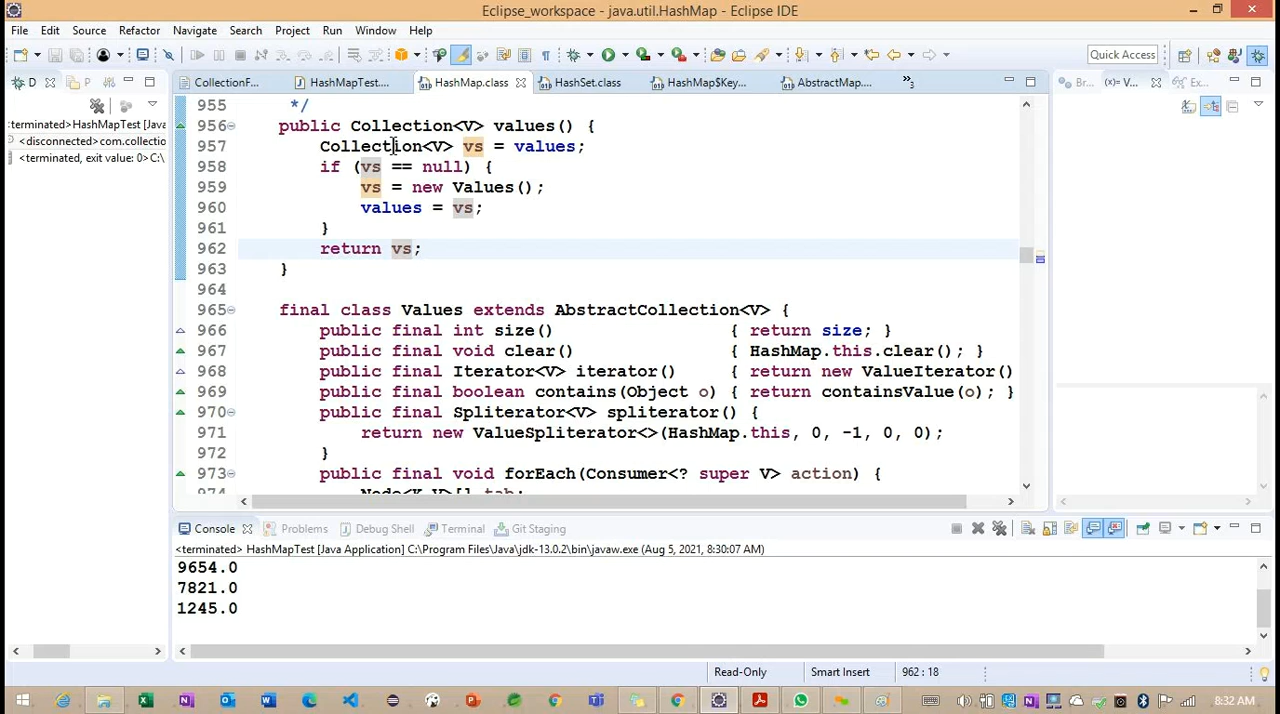 Eclipse_workspace - java.util.HashMap - Eclipse IDE
File Edit Source Refactor Navigate Search Project Run Window Help
Quick Access
D P CollectionF... HashMapTest.... HashMap.class HashSet.class HashMap$Key... AbstractMap.... »3 Br... (x)= V... Ex...
(terminated>HashMapTest [Java
<disconnected> com.collection
<terminated, exit value: 0>C:\
955 */
956 public Collection<V> values() {
957 Collection<V> vs = values;
958 if (vs == null) {
959 vs = new Values();
960 values = vs;
961 }
962 return vs;
963 }
964
965 final class Values extends AbstractCollection<V> {
966 public final int size() { return size; }
967 public final void clear() { HashMap.this.clear(); }
968 public final Iterator<V> iterator() { return new ValueIterator()
969 public final boolean contains(Object o) { return containsValue(o); }
970 public final Spliterator<V> spliterator() {
971 return new ValueSpliterator<>(HashMap.this, 0, -1, 0, 0);
972 }
973 public final void forEach(Consumer<? super V> action) {
974 Node<K,V>[] tab;
Console Problems Debug Shell Terminal Git Staging
<terminated> HashMapTest [Java Application] C:\Program Files\Java\jdk-13.0.2\bin\javaw.exe (Aug 5, 2021, 8:30:07 AM)
9654.0
7821.0
1245.0
Read-Only Smart Insert 962 : 18
8:32 AM